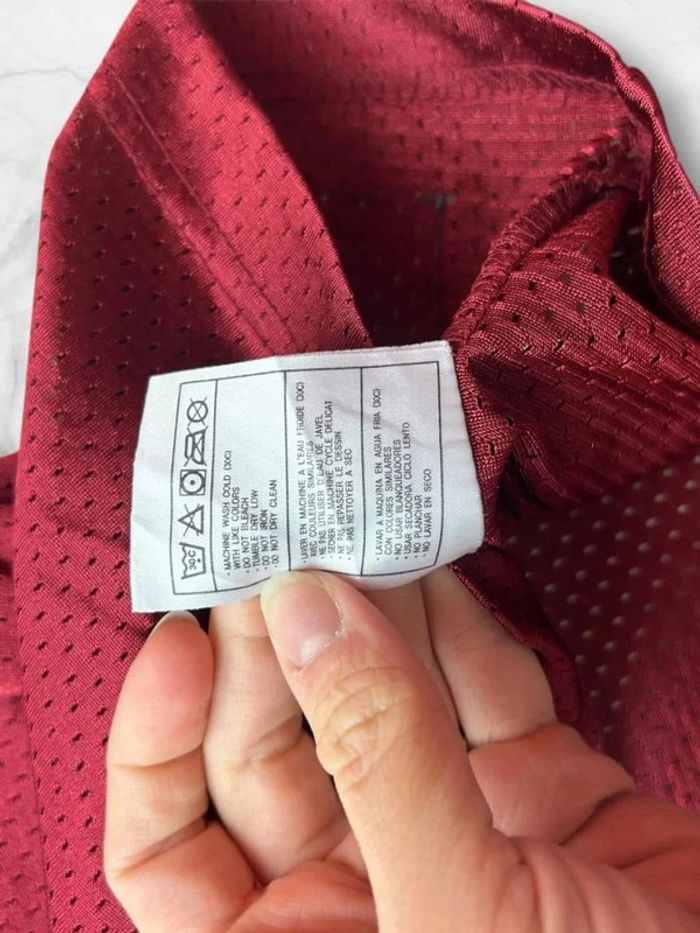 30C
• MACHINE WASH COLD (30C)
WITH LIKE COLORS
• DO NOT BLEACH
• TUMBLE DRY LOW
• DO NOT IRON
• DO NOT DRY CLEAN
• LAVER EN MACHINE A L'EAU FROIDE (30C)
AVEC COULEURS SIMILAIRES
• NE PAS UTILISER D'EAU DE JAVEL
• SECHER EN MACHINE CYCLE DELICAT
• NE PAS REPASSER LE DESSIN
• NE PAS NETTOYER A SEC
• LAVAR A MAQUINA EN AGUA FRIA (30C)
CON COLORES SIMILARES
• NO USAR BLANQUEADORES
• USAR SECADORA CICLO LENTO
• NO PLANCHAR
• NO LAVAR EN SECO